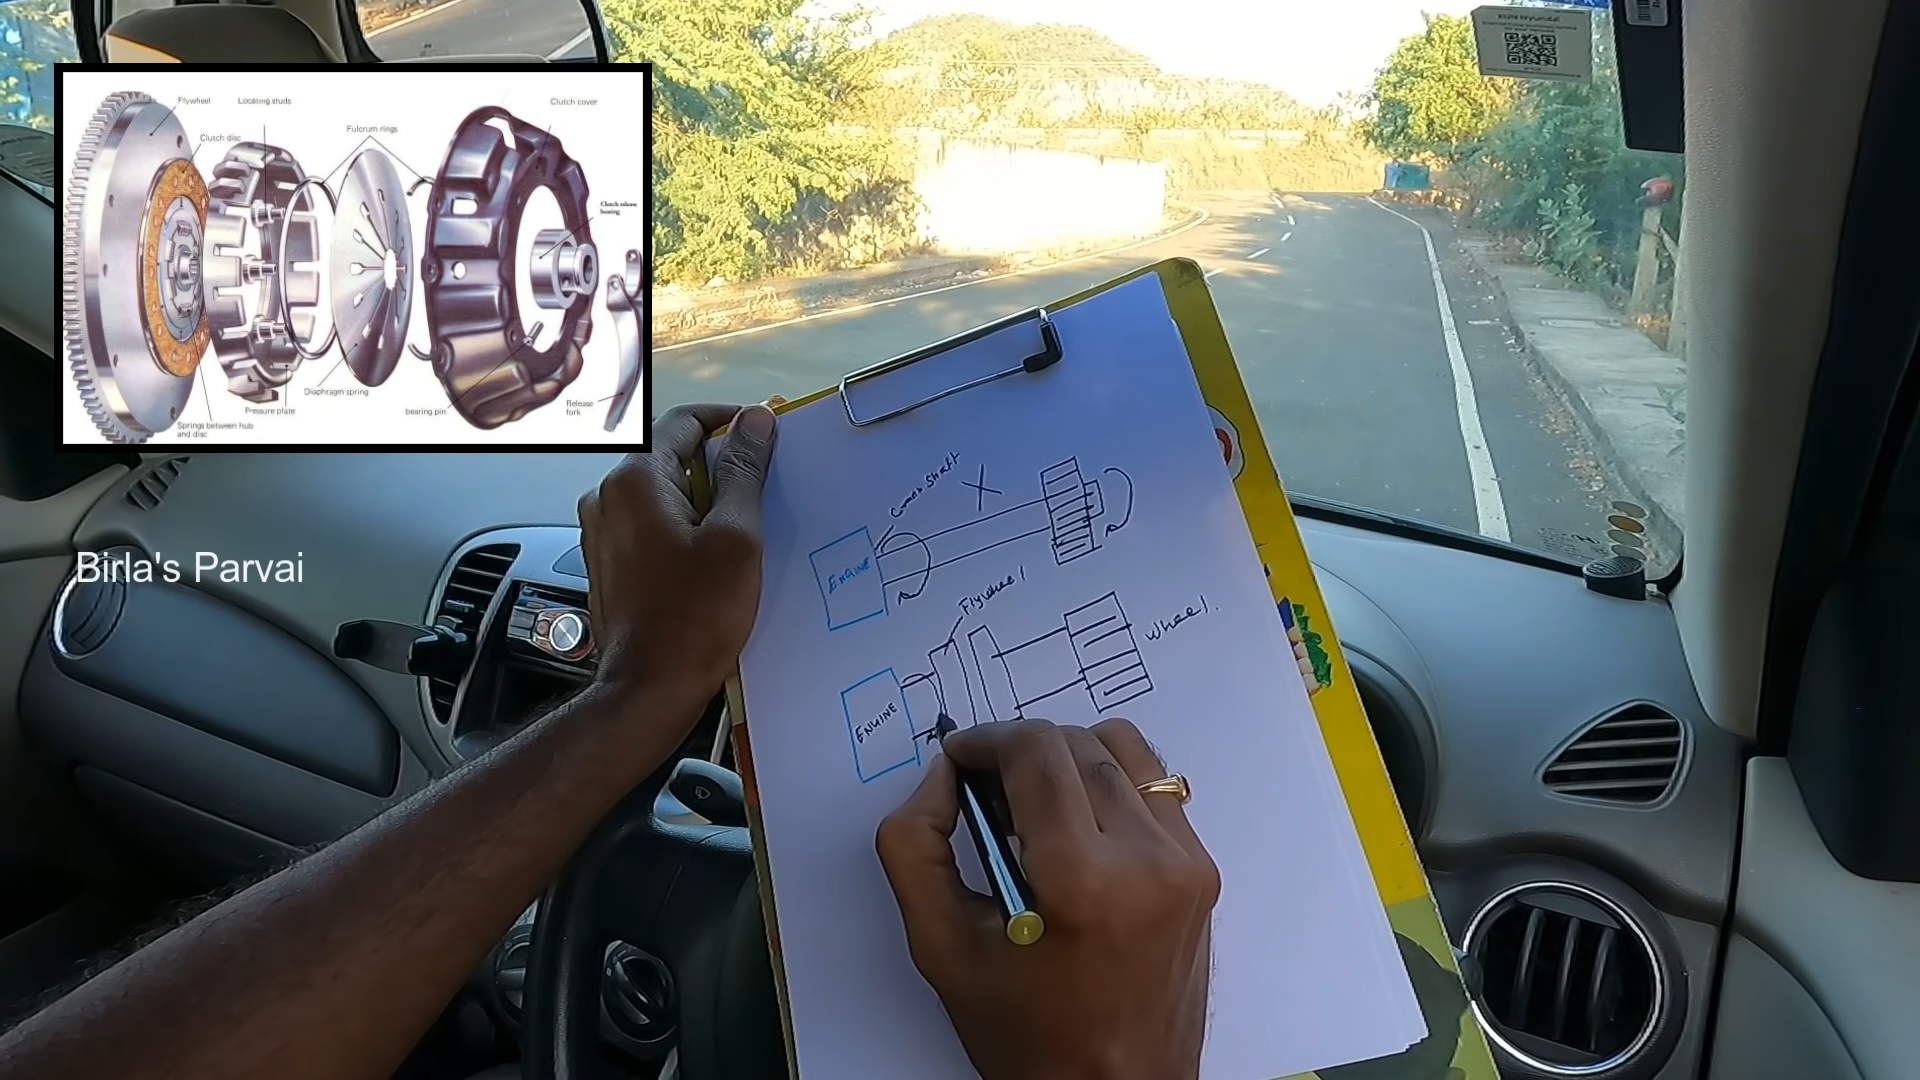 Flywheel
Locating studs
Clutch cover
Clutch disc
Fulcrum rings
Clutch release
bearing
Diaphragm spring
Pressure plate
bearing pin
Release
fork
Springs between hub
and disc
Birla's Parvai
Crank Shaft
X
ENGINE
Flywheel
Wheel.
ENGINE